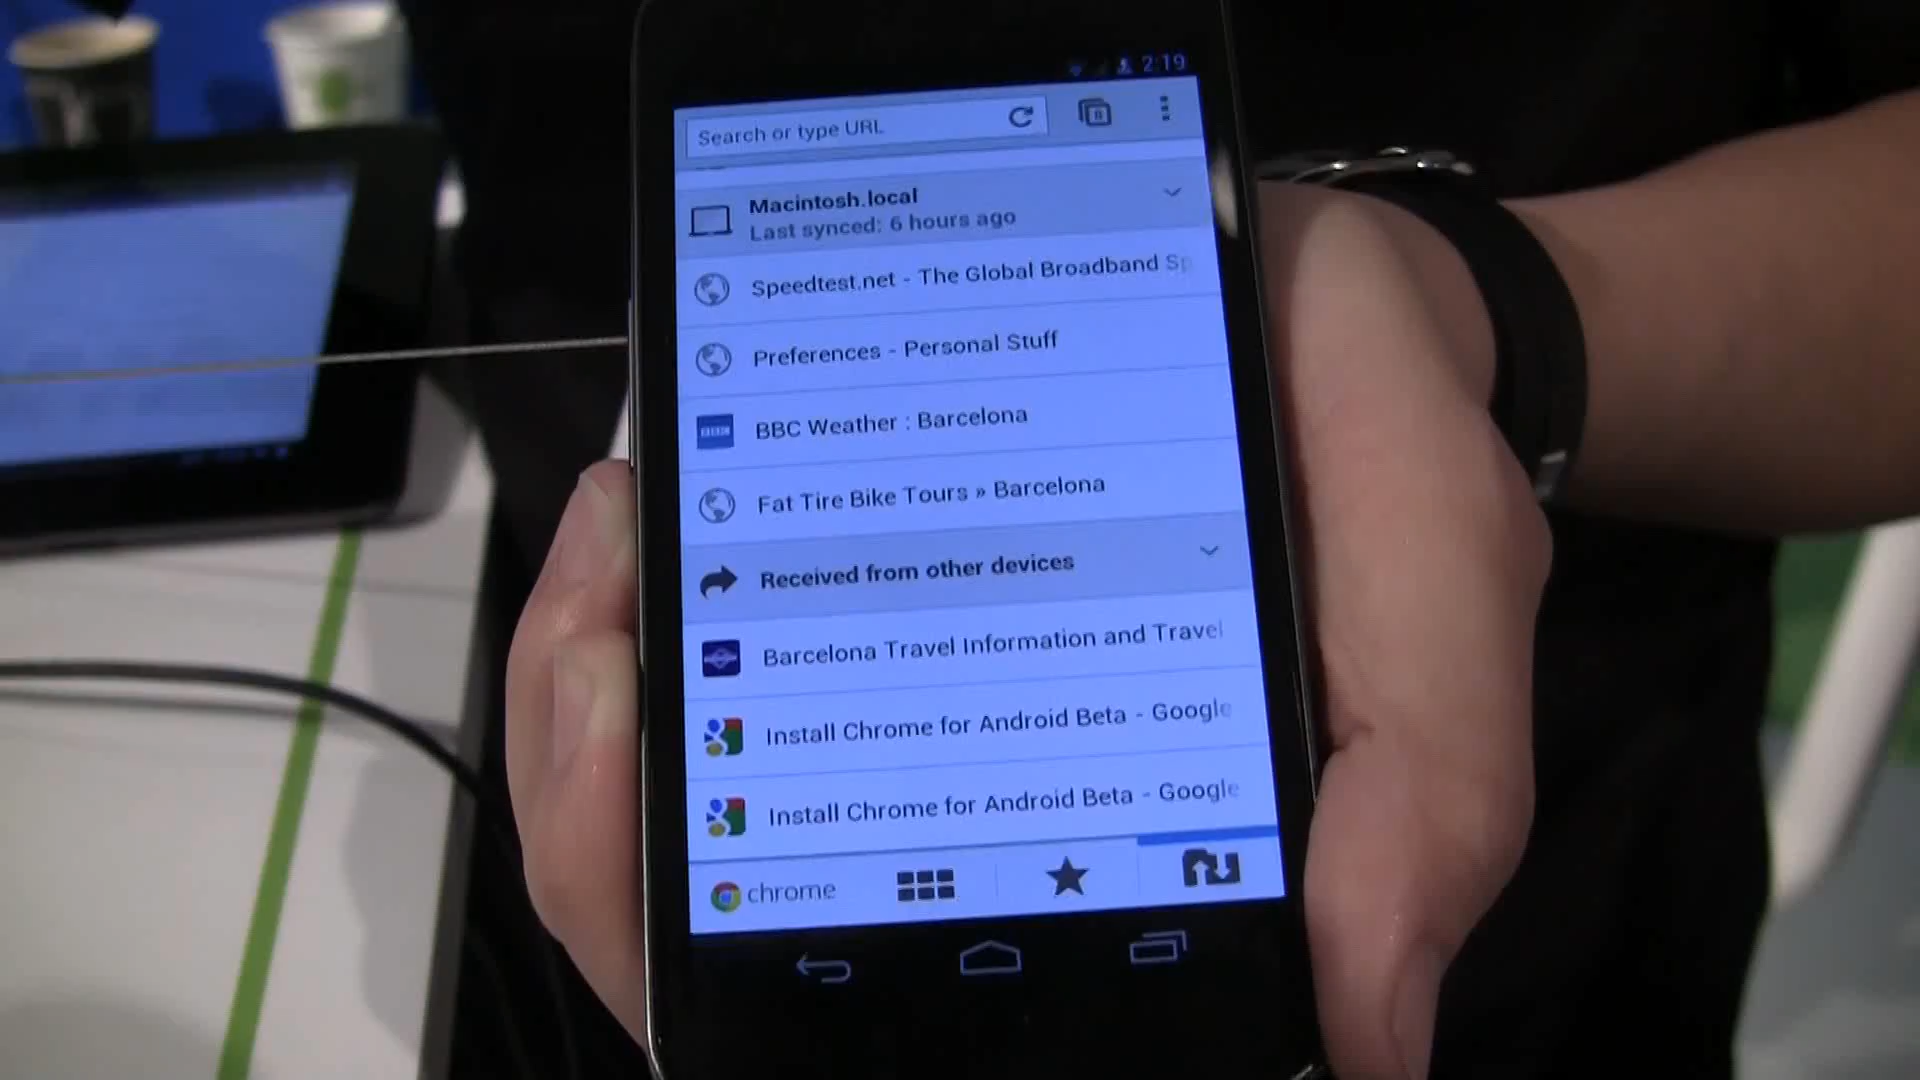 2:19
Search or type URL
Macintosh.local
Last synced: 6 hours ago
Speedtest.net - The Global Broadband Sp
Preferences - Personal Stuff
BBC
BBC Weather : Barcelona
Fat Tire Bike Tours » Barcelona
Received from other devices
Barcelona Travel Information and Travel
Install Chrome for Android Beta - Google
Install Chrome for Android Beta - Google
chrome